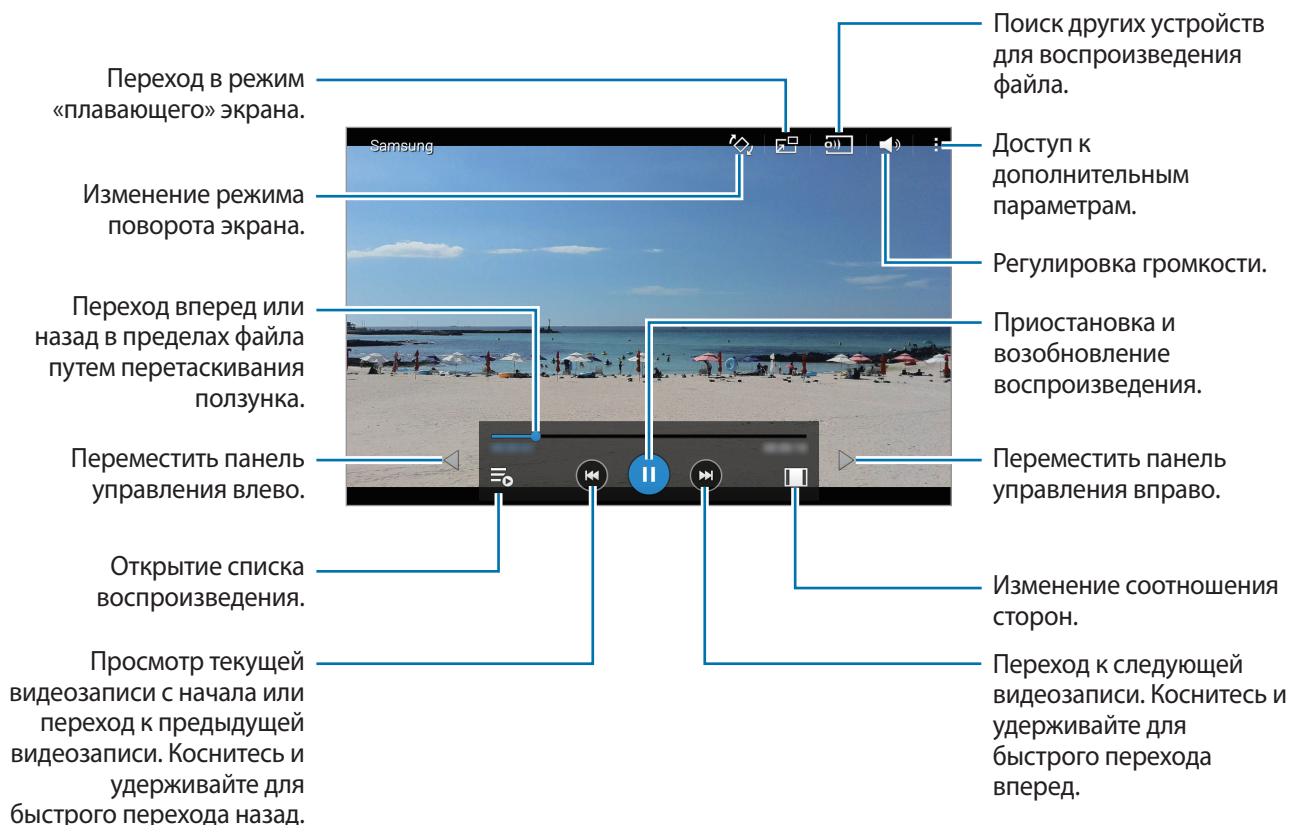 Переход в режим
«плавающего» экрана.
Изменение режима
поворота экрана.
Переход вперед или
назад в пределах файла
путем перетаскивания
ползунка.
Переместить панель
управления влево.
Открытие списка
воспроизведения.
Просмотр текущей
видеозаписи с начала или
переход к предыдущей
видеозаписи. Коснитесь и
удерживайте для
быстрого перехода назад.
Samsung
Поиск других устройств
для воспроизведения
файла.
Доступ к
дополнительным
параметрам.
Регулировка громкости.
Приостановка и
возобновление
воспроизведения.
Переместить панель
управления вправо.
Изменение соотношения
сторон.
Переход к следующей
видеозаписи. Коснитесь и
удерживайте для
быстрого перехода
вперед.